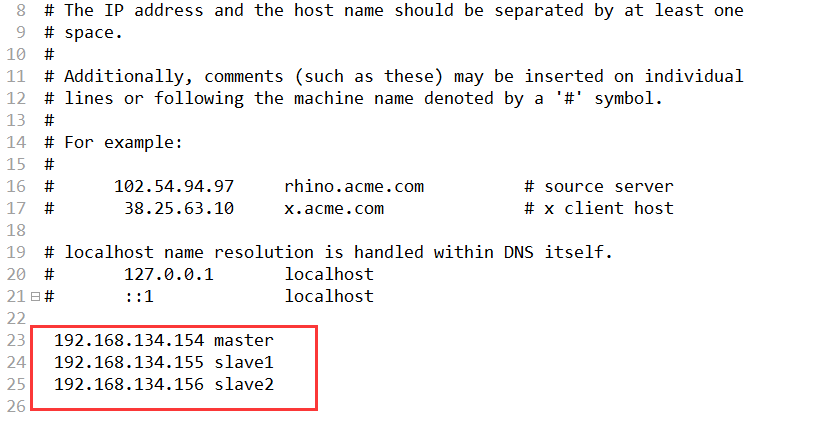 8 # The IP address and the host name should be separated by at least one
9 # space.
10 #
11 # Additionally, comments (such as these) may be inserted on individual
12 # lines or following the machine name denoted by a '#' symbol.
13 #
14 # For example:
15 #
16 #      102.54.94.97     rhino.acme.com          # source server
17 #       38.25.63.10     x.acme.com              # x client host
18
19 # localhost name resolution is handled within DNS itself.
20 #       127.0.0.1       localhost
21 #       ::1             localhost
22
23  192.168.134.154 master
24  192.168.134.155 slave1
25  192.168.134.156 slave2
26